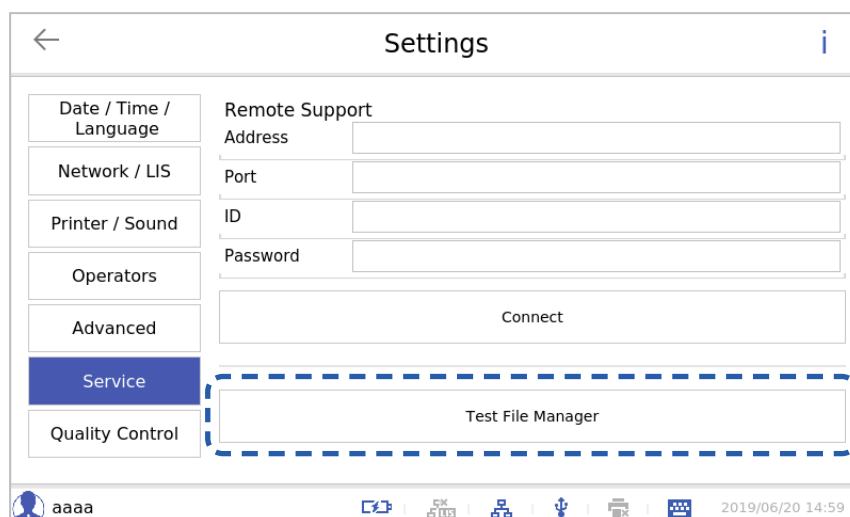 Settings
i
Date / Time /
Language
Network / LIS
Printer / Sound
Operators
Advanced
Service
Quality Control
Remote Support
Address
Port
ID
Password
Connect
Test File Manager
aaaa
LIS
2019/06/20 14:59